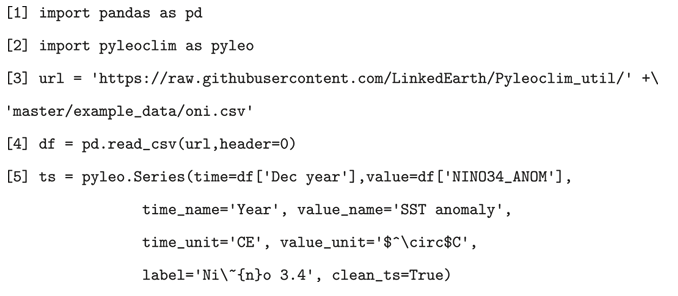 [1] import pandas as pd
[2] import pyleoclim as pyleo
[3] url = 'https://raw.githubusercontent.com/LinkedEarth/Pyleoclim_util/' +\
'master/example_data/oni.csv'
[4] df = pd.read_csv(url,header=0)
[5] ts = pyleo.Series(time=df['Dec year'],value=df['NINO34_ANOM'],
time_name='Year', value_name='SST anomaly',
time_unit='CE', value_unit='$^\circ$C',
label='Ni\~{n}o 3.4', clean_ts=True)